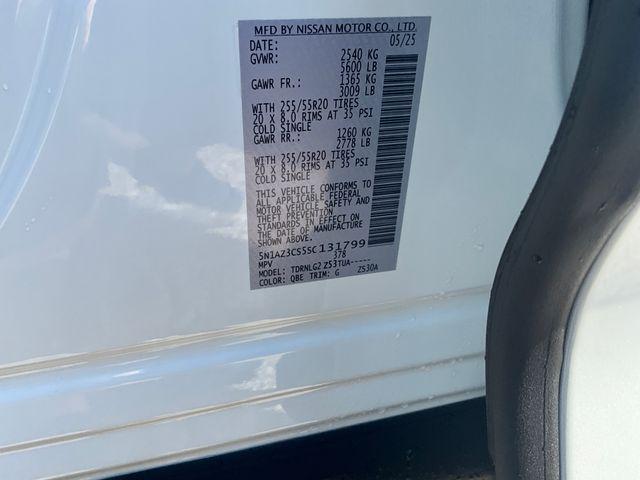 MFD BY NISSAN MOTOR CO., LTD.
DATE: 05/25
GVWR: 2540 KG
5600 LB
GAWR FR.: 1365 KG
3009 LB
WITH 255/55R20 TIRES
20 X 8.0 RIMS AT 35 PSI
COLD SINGLE
GAWR RR.: 1260 KG
2778 LB
WITH 255/55R20 TIRES
20 X 8.0 RIMS AT 35 PSI
COLD SINGLE
THIS VEHICLE CONFORMS TO
ALL APPLICABLE FEDERAL
MOTOR VEHICLE SAFETY AND
THEFT PREVENTION
STANDARDS IN EFFECT ON
THE DATE OF MANUFACTURE
SHOWN ABOVE.
5N1AZ3CS5SC131799
MPV 378
MODEL: TDRNLG2 Z53TUA-----
COLOR: QBE TRIM: G ZS30A